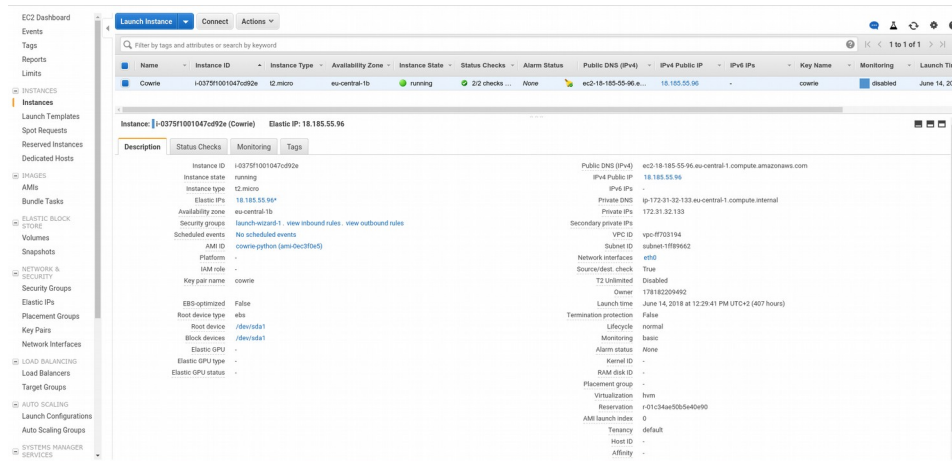 EC2 Dashboard
Events
Tags
Reports
Limits
INSTANCES
Instances
Launch Templates
Spot Requests
Reserved Instances
Dedicated Hosts
IMAGES
AMIs
Bundle Tasks
ELASTIC BLOCK
STORE
Volumes
Snapshots
NETWORK &
SECURITY
Security Groups
Elastic IPs
Placement Groups
Key Pairs
Network Interfaces
LOAD BALANCING
Load Balancers
Target Groups
AUTO SCALING
Launch Configurations
Auto Scaling Groups
SYSTEMS MANAGER
SERVICES
Launch Instance Connect Actions
Filter by tags and attributes or search by keyword 1 to 1 of 1
Name Instance ID Instance Type Availability Zone Instance State Status Checks Alarm Status Public DNS (IPv4) IPv4 Public IP IPv6 IPs Key Name Monitoring Launch Ti
Cowrie i-0375f1001047cd92e t2.micro eu-central-1b running 2/2 checks ... None ec2-18-185-55-96.e... 18.185.55.96 - cowrie disabled June 14, 20
Instance: i-0375f1001047cd92e (Cowrie) Elastic IP: 18.185.55.96
Description Status Checks Monitoring Tags
Instance ID i-0375f1001047cd92e
Instance state running
Instance type t2.micro
Elastic IPs 18.185.55.96*
Availability zone eu-central-1b
Security groups launch-wizard-1. view inbound rules. view outbound rules
Scheduled events No scheduled events
AMI ID cowrie-python (ami-0ec3f0e5)
Platform -
IAM role -
Key pair name cowrie
EBS-optimized False
Root device type ebs
Root device /dev/sda1
Block devices /dev/sda1
Elastic GPU -
Elastic GPU type -
Elastic GPU status -
Public DNS (IPv4) ec2-18-185-55-96.eu-central-1.compute.amazonaws.com
IPv4 Public IP 18.185.55.96
IPv6 IPs -
Private DNS ip-172-31-32-133.eu-central-1.compute.internal
Private IPs 172.31.32.133
Secondary private IPs
VPC ID vpc-ff703194
Subnet ID subnet-1ff89662
Network interfaces eth0
Source/dest. check True
T2 Unlimited Disabled
Owner 178182209492
Launch time June 14, 2018 at 12:29:41 PM UTC+2 (407 hours)
Termination protection False
Lifecycle normal
Monitoring basic
Alarm status None
Kernel ID -
RAM disk ID -
Placement group -
Virtualization hvm
Reservation r-01c34ae50b5e40e90
AMI launch index 0
Tenancy default
Host ID -
Affinity -